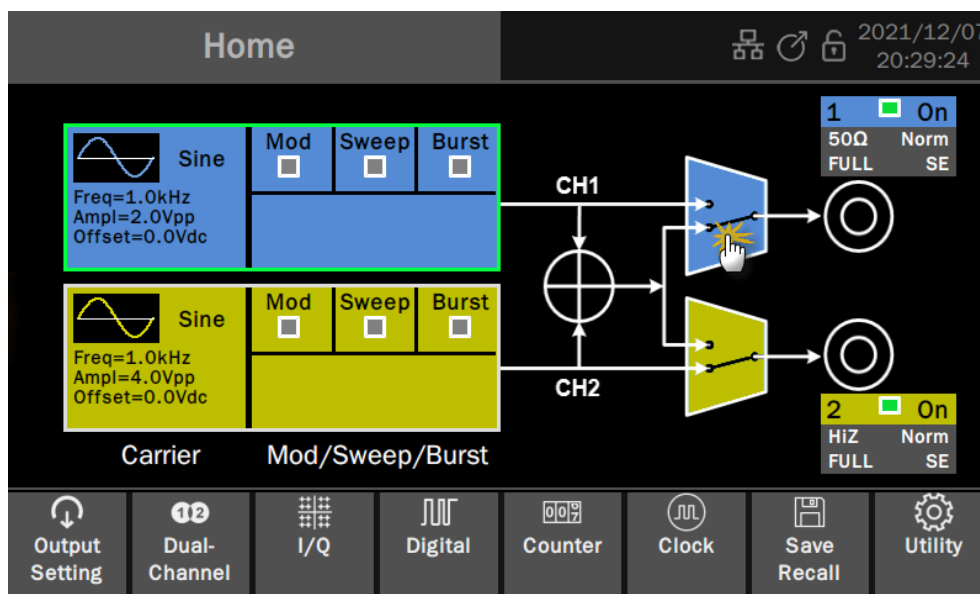 Home
2021/12/07
20:29:24
Sine
Mod Sweep Burst
Freq=1.0kHz
Ampl=2.0Vpp
Offset=0.0Vdc
CH1
1 On
50Ω Norm
FULL SE
Sine
Mod Sweep Burst
Freq=1.0kHz
Ampl=4.0Vpp
Offset=0.0Vdc
CH2
2 On
HiZ Norm
FULL SE
Carrier
Mod/Sweep/Burst
Output
Setting
12
Dual-
Channel
I/Q
Digital
007
Counter
Clock
Save
Recall
Utility